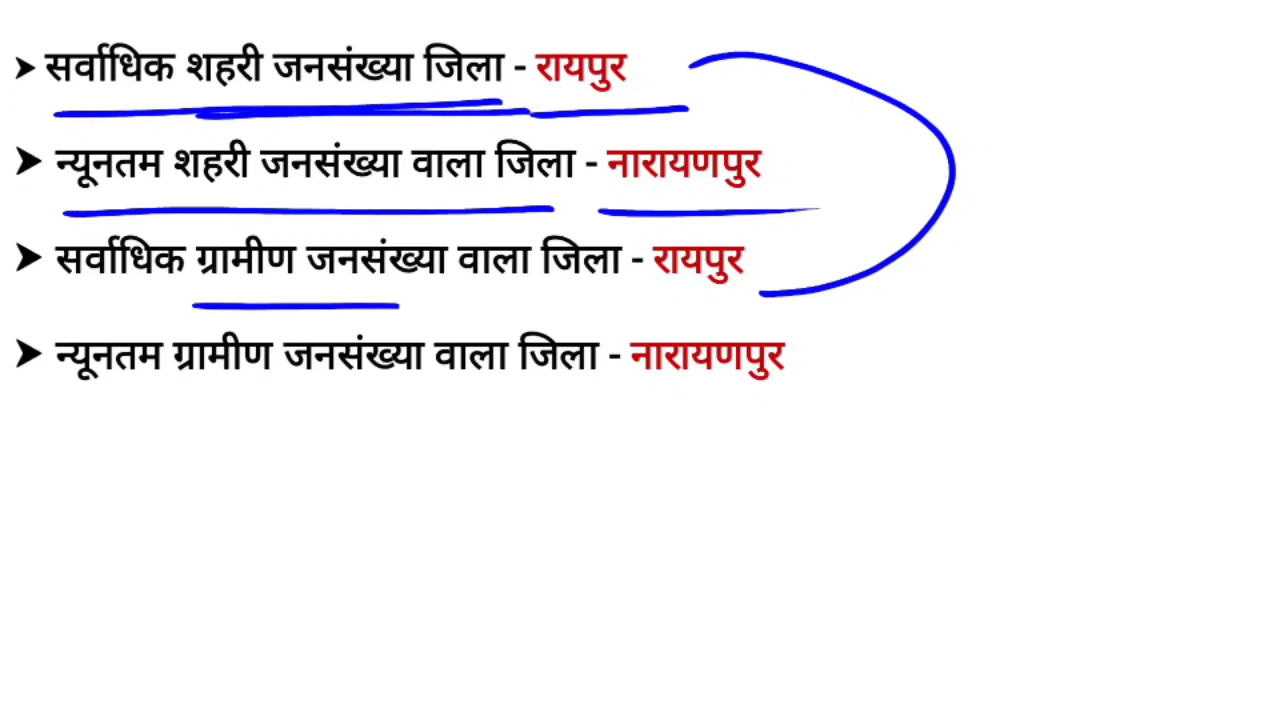 ➤ सर्वाधिक शहरी जनसंख्या जिला - रायपुर
➤ न्यूनतम शहरी जनसंख्या वाला जिला - नारायणपुर
➤ सर्वाधिक ग्रामीण जनसंख्या वाला जिला - रायपुर
➤ न्यूनतम ग्रामीण जनसंख्या वाला जिला - नारायणपुर